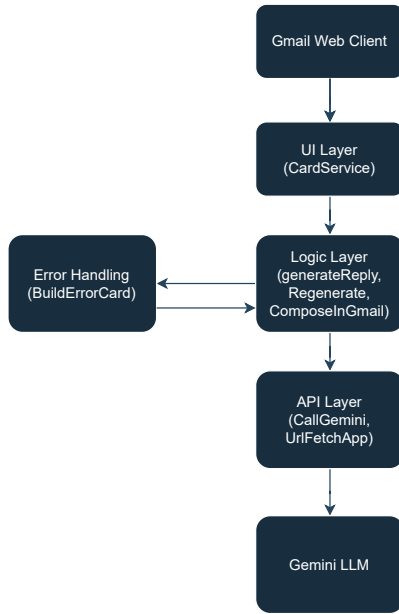 Gmail Web Client
UI Layer
(CardService)
Error Handling
(BuildErrorCard)
Logic Layer
(generateReply,
Regenerate,
ComposeInGmail)
API Layer
(CallGemini,
UrlFetchApp)
Gemini LLM